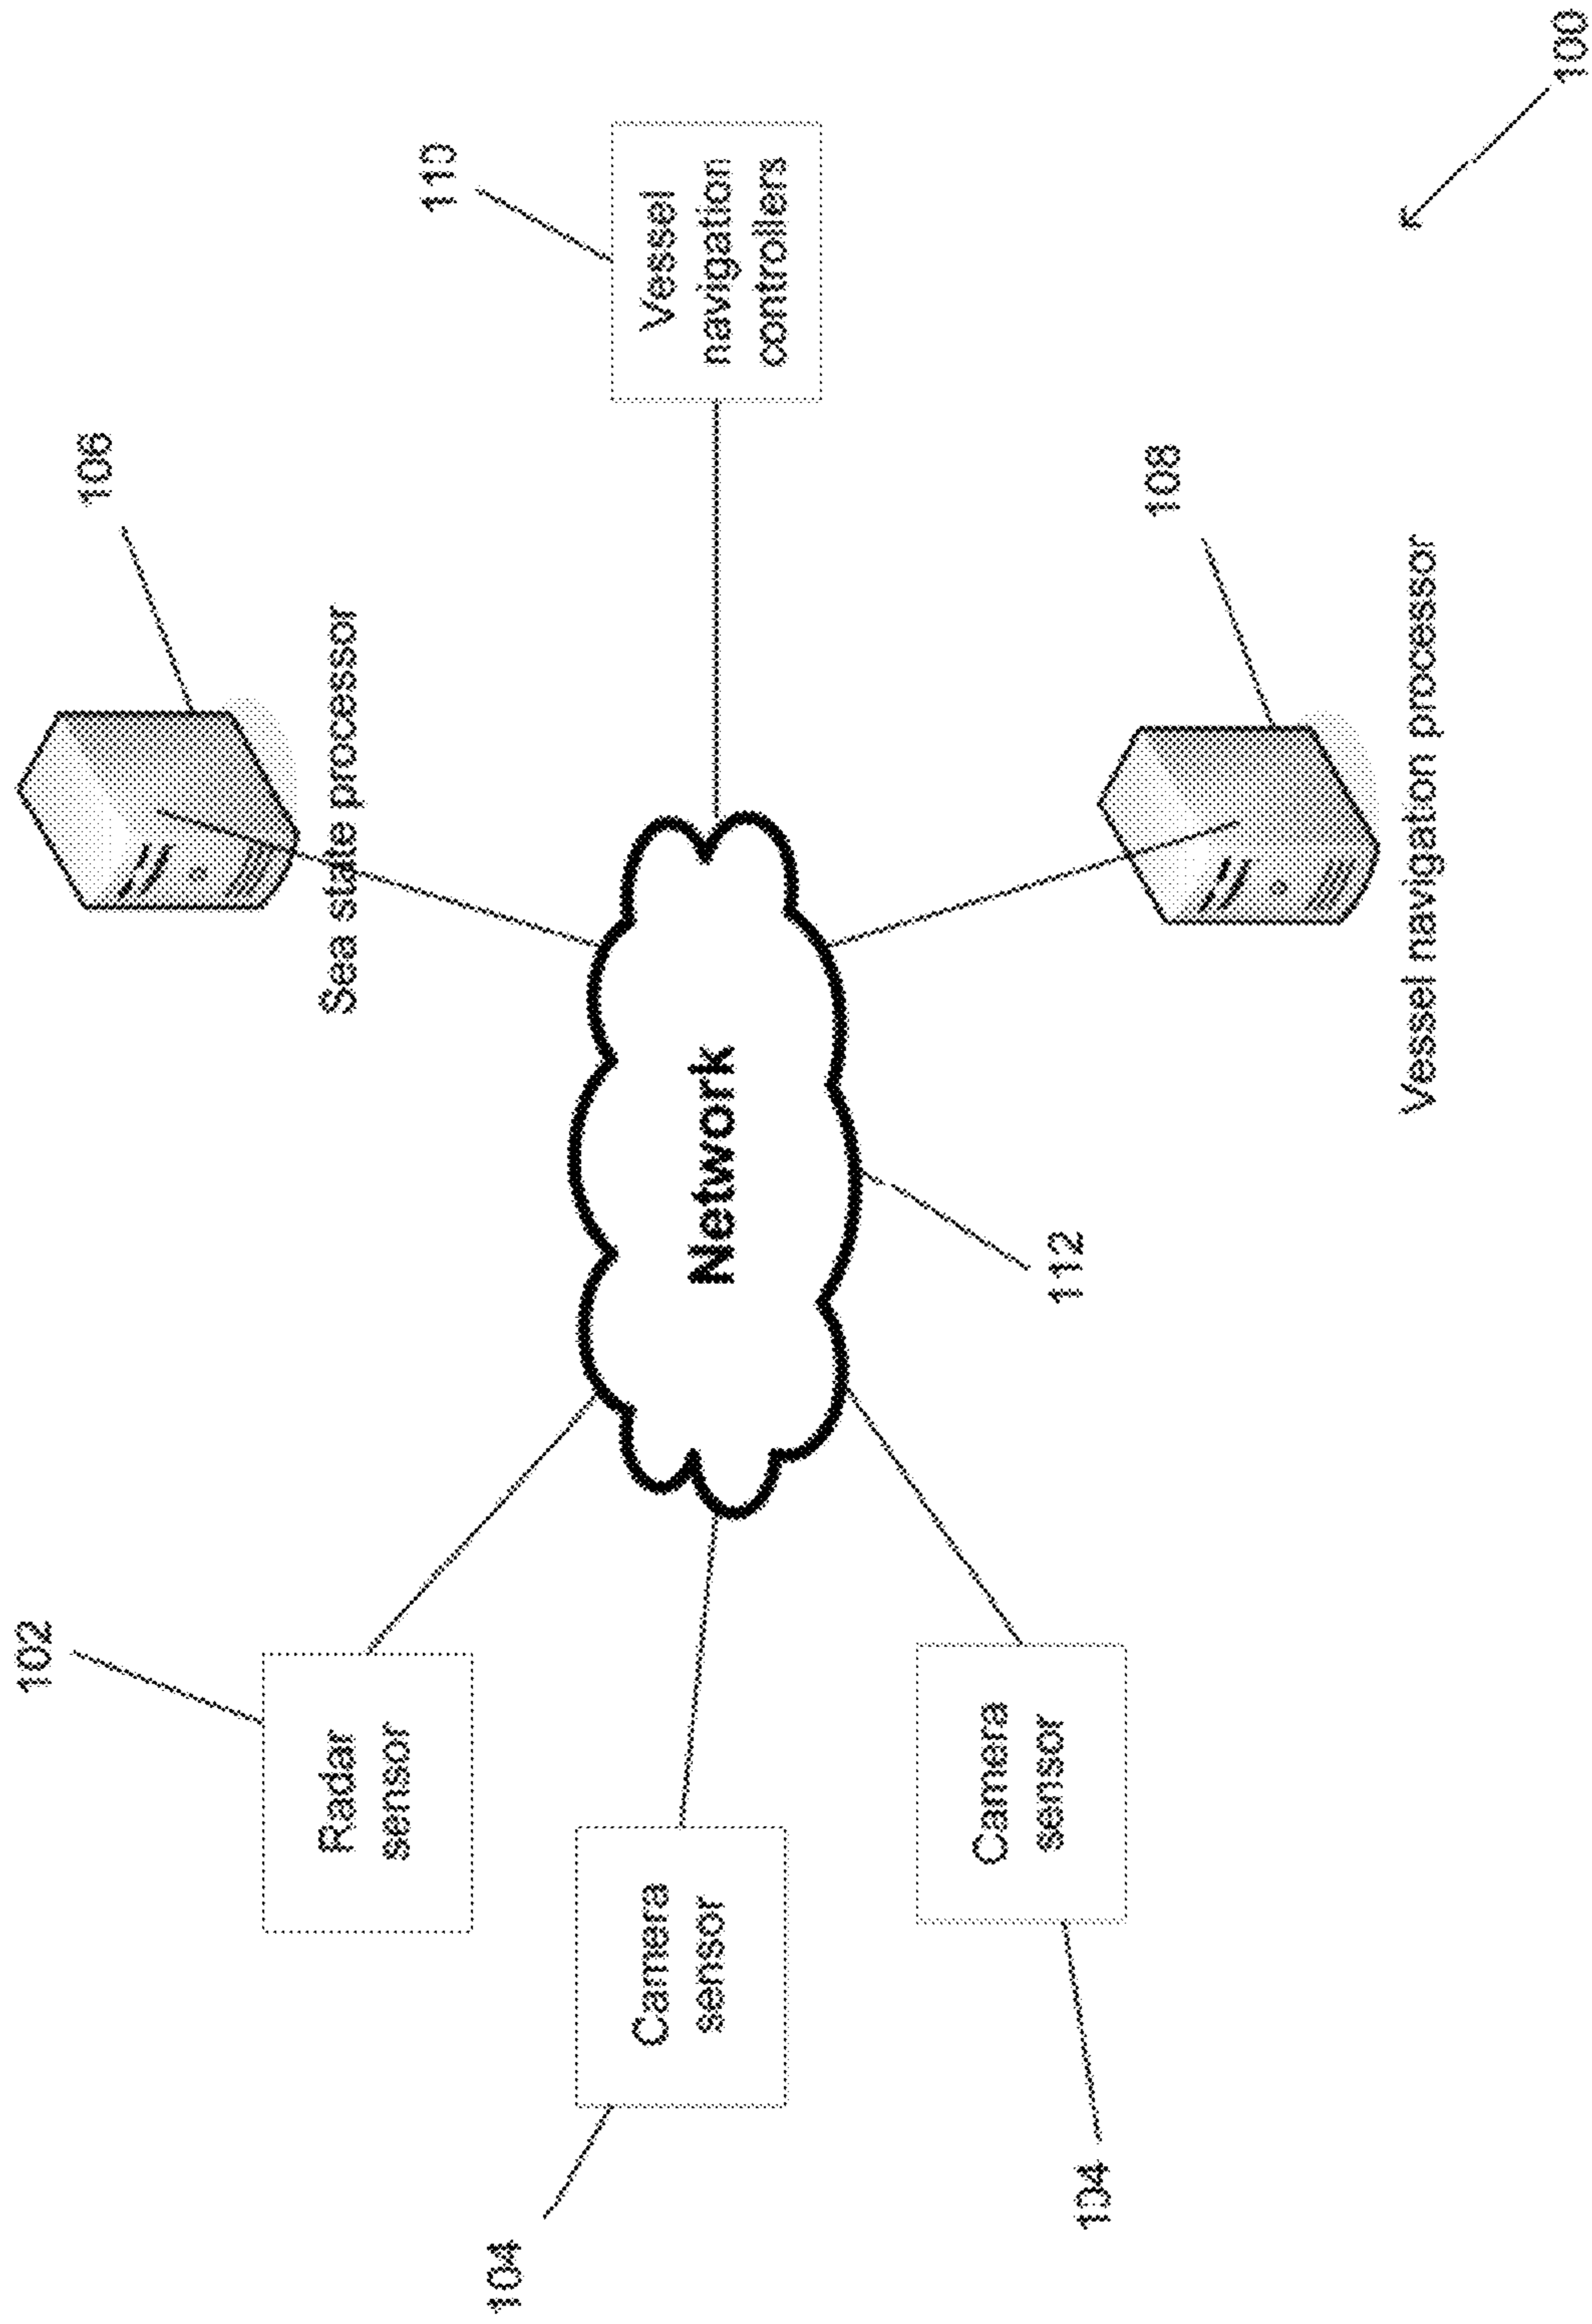 102
Radar
sensor
104
Camera
sensor
Camera
sensor
104
Network
112
106
Sea state processor
110
Vessel
navigation
controllers
108
Vessel navigation processor
100